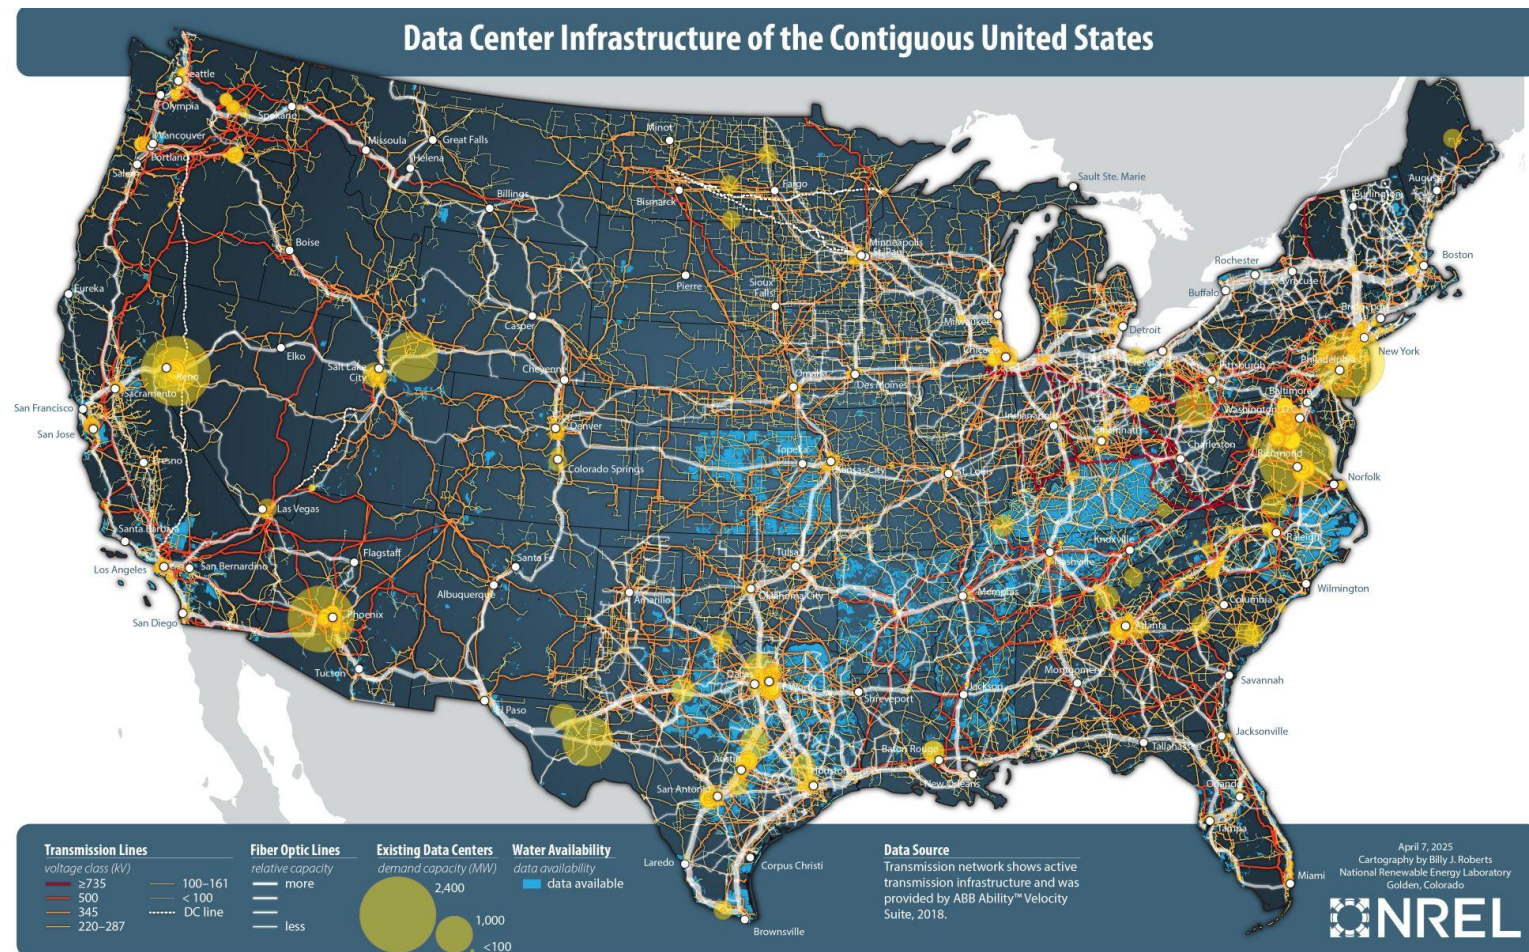 Data Center Infrastructure of the Contiguous United States
Seattle
Olympia
Spokane
Vancouver
Portland
Salem
Missoula
Great Falls
Helena
Billings
Boise
Eureka
Minot
Bismarck
Fargo
Minneapolis
St. Paul
Pierre
Sioux
Falls
Sault Ste. Marie
Augusta
Burlington
Boston
Rochester
Syracuse
Buffalo
Bridgeport
New York
Detroit
Milwaukee
Chicago
Cleveland
Pittsburgh
Philadelphia
Baltimore
Washington, D.C.
Casper
Cheyenne
Elko
Reno
Salt Lake
City
Sacramento
San Francisco
San Jose
Fresno
Omaha
Des Moines
Indianapolis
Cincinnati
Charleston
Richmond
Norfolk
Denver
Colorado Springs
Topeka
Kansas City
St. Louis
Las Vegas
Santa Barbara
Los Angeles
San Bernardino
San Diego
Flagstaff
Phoenix
Tucson
Santa Fe
Albuquerque
Amarillo
Tulsa
Oklahoma City
Memphis
Nashville
Knoxville
Raleigh
Wilmington
Columbia
Atlanta
Montgomery
Savannah
Jackson
Shreveport
Dallas
Ft. Worth
El Paso
Austin
San Antonio
Houston
Baton Rouge
New Orleans
Tallahassee
Jacksonville
Orlando
Tampa
Miami
Laredo
Corpus Christi
Brownsville
Transmission Lines
voltage class (kV)
≥735
500
345
220–287
100–161
< 100
DC line
Fiber Optic Lines
relative capacity
more
less
Existing Data Centers
demand capacity (MW)
2,400
1,000
<100
Water Availability
data availability
data available
Data Source
Transmission network shows active
transmission infrastructure and was
provided by ABB Ability™ Velocity
Suite, 2018.
April 7, 2025
Cartography by Billy J. Roberts
National Renewable Energy Laboratory
Golden, Colorado
NREL